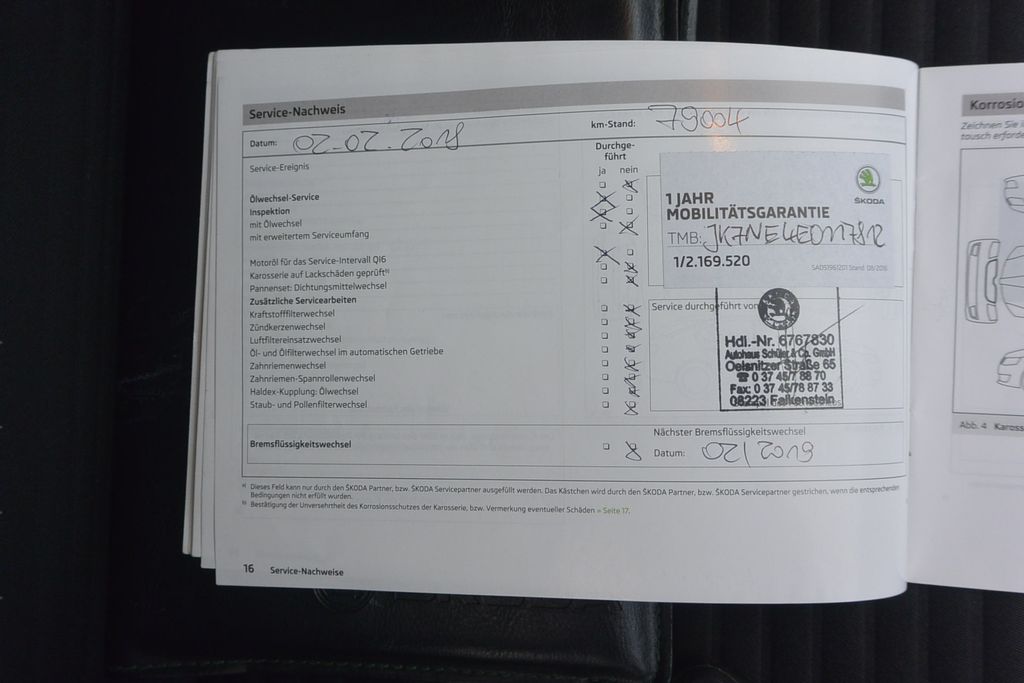 Service-Nachweis
Datum: 02-02.2018
km-Stand: 79004
Service-Ereignis
Durchge-
führt
ja nein
Ölwechsel-Service
Inspektion
mit Ölwechsel
mit erweitertem Serviceumfang
Motoröl für das Service-Intervall QI6
Karosserie auf Lackschäden geprüft b)
Pannenset: Dichtungsmittelwechsel
Zusätzliche Servicearbeiten
Kraftstofffilterwechsel
Zündkerzenwechsel
Luftfiltereinsatzwechsel
Öl- und Ölfilterwechsel im automatischen Getriebe
Zahnriemenwechsel
Zahnriemen-Spannrollenwechsel
Haldex-Kupplung: Ölwechsel
Staub- und Pollenfilterwechsel
ŠKODA
1 JAHR
MOBILITÄTSGARANTIE
TMB:
1/2.169.520
Service durchgeführt von
Hdl.-Nr. 6767830
Autohaus Schüler & Co. GmbH
Oelsnitzer Straße 65
☎ 0 37 45/7 88 70
Fax: 0 37 45/78 87 33
08223 Falkenstein
Bremsflüssigkeitswechsel
Nächster Bremsflüssigkeitswechsel
Datum: 02/2019
a) Dieses Feld kann nur durch den ŠKODA Partner, bzw. ŠKODA Servicepartner ausgefüllt werden. Das Kästchen wird durch den ŠKODA Partner, bzw. ŠKODA Servicepartner gestrichen, wenn die entsprechenden
Bedingungen nicht erfüllt wurden.
b) Bestätigung der Unversehrtheit des Korrosionsschutzes der Karosserie, bzw. Vermerkung eventueller Schäden » Seite 17.
16 Service-Nachweise
Korrosio
Zeichnen Sie
tausch erforde
Abb. 4 Kaross